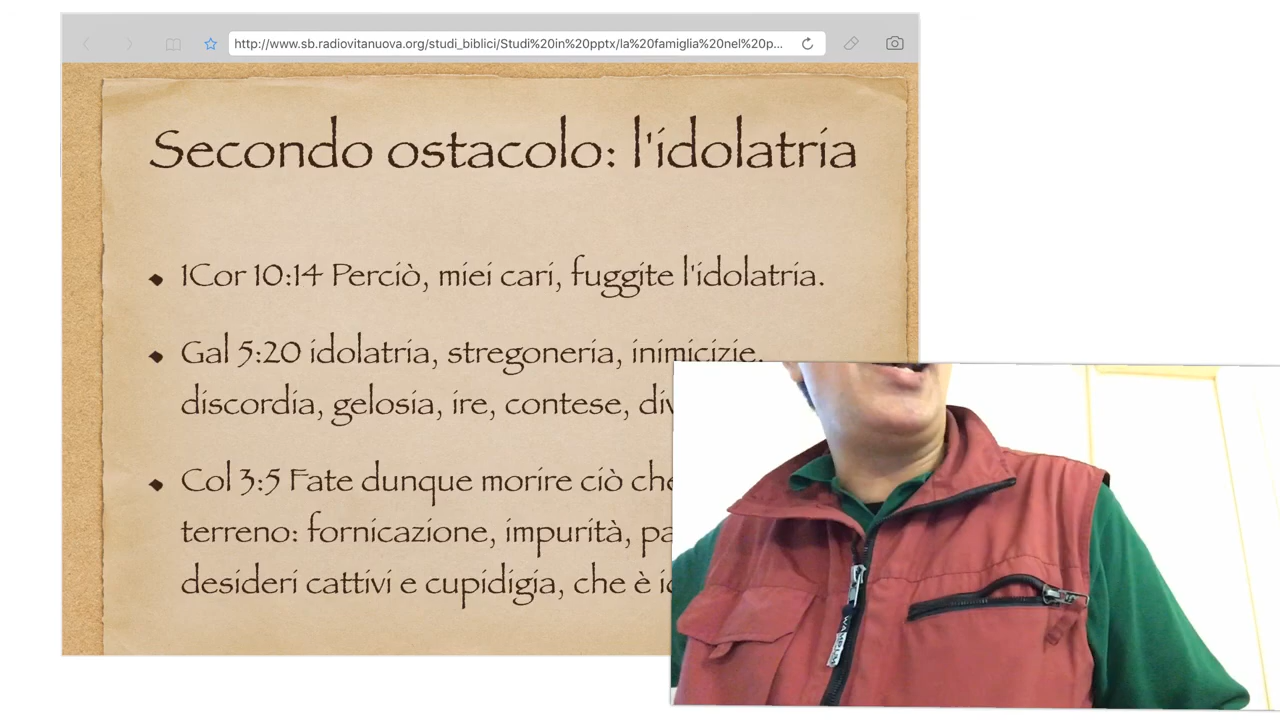 http://www.sb.radiovitanuova.org/studi_biblici/Studi%20in%20pptx/la%20famiglia%20nel%20p...
Secondo ostacolo: l'idolatria
1Cor 10:14 Perciò, miei cari, fuggite l'idolatria.
Gal 5:20 idolatria, stregoneria, inimicizie,
discordia, gelosia, ire, contese,
Col 3:5 Fate dunque morire ciò
terreno: fornicazione, impurità,
desideri cattivi e cupidigia, che è